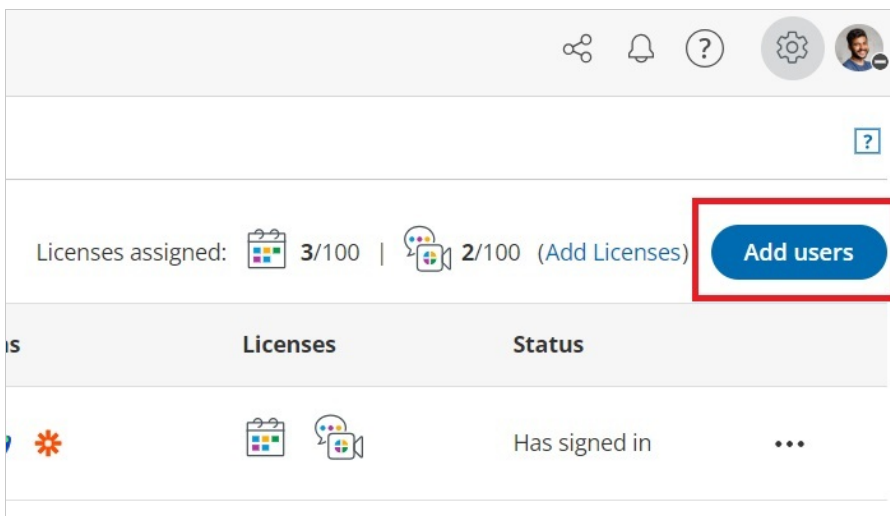 ?
?
Licenses assigned: 3/100 | 2/100 (Add Licenses) Add users
Licenses Status
Has signed in